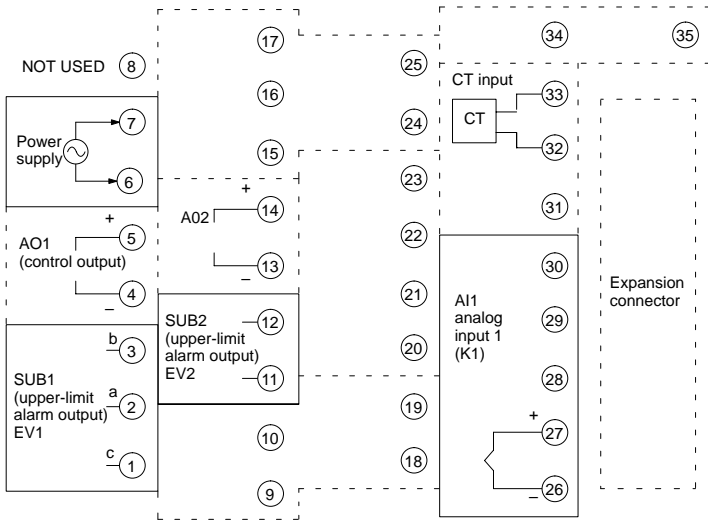 NOT USED 8
Power
supply
7
6
+
AO1
(control output)
5
4
–
b
3
SUB1
(upper-limit
alarm output)
EV1
a
2
c
1
17
16
15
+
A02
14
13
–
SUB2
(upper-limit
alarm output)
EV2
12
11
10
9
25
24
23
22
21
20
19
18
34
35
CT input
CT
33
32
31
30
AI1
analog
input 1
(K1)
29
28
+
27
–
26
Expansion
connector